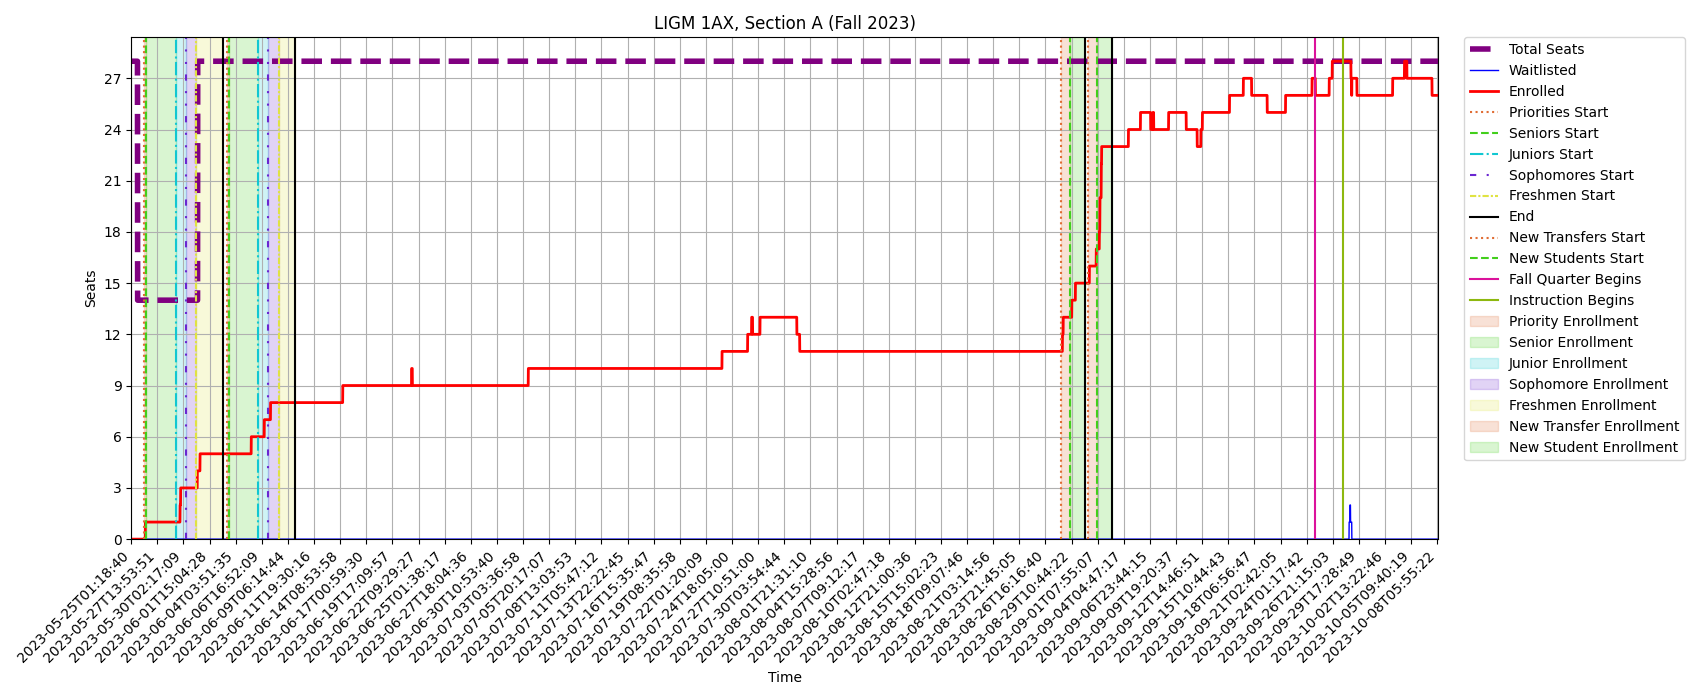 LIGM 1AX, Section A (Fall 2023)
Seats
27
24
21
18
15
12
9
6
3
0
2023-05-25T01:18:40
2023-05-27T13:53:51
2023-05-30T02:17:09
2023-06-01T15:04:28
2023-06-04T03:51:35
2023-06-06T16:52:09
2023-06-09T06:14:44
2023-06-11T19:30:16
2023-06-14T08:53:58
2023-06-17T00:59:30
2023-06-19T17:09:57
2023-06-22T09:29:27
2023-06-25T01:38:17
2023-06-27T18:04:36
2023-06-30T10:53:40
2023-07-03T03:36:58
2023-07-05T20:17:07
2023-07-08T13:03:53
2023-07-11T05:47:12
2023-07-13T22:22:45
2023-07-16T15:35:47
2023-07-19T08:35:58
2023-07-22T01:20:09
2023-07-24T18:05:00
2023-07-27T10:51:00
2023-07-30T03:54:44
2023-08-01T21:31:10
2023-08-04T15:28:56
2023-08-07T09:12:17
2023-08-10T02:47:18
2023-08-12T21:00:36
2023-08-15T15:02:23
2023-08-18T09:07:46
2023-08-21T03:14:56
2023-08-23T21:45:05
2023-08-26T16:16:40
2023-08-29T10:44:22
2023-09-01T07:55:07
2023-09-04T04:47:17
2023-09-06T23:44:15
2023-09-09T19:20:37
2023-09-12T14:46:51
2023-09-15T10:44:43
2023-09-18T06:56:47
2023-09-21T02:42:05
2023-09-24T01:17:42
2023-09-26T21:15:03
2023-09-29T17:28:49
2023-10-02T13:22:46
2023-10-05T09:40:19
2023-10-08T05:55:22
Time
Total Seats
Waitlisted
Enrolled
Priorities Start
Seniors Start
Juniors Start
Sophomores Start
Freshmen Start
End
New Transfers Start
New Students Start
Fall Quarter Begins
Instruction Begins
Priority Enrollment
Senior Enrollment
Junior Enrollment
Sophomore Enrollment
Freshmen Enrollment
New Transfer Enrollment
New Student Enrollment